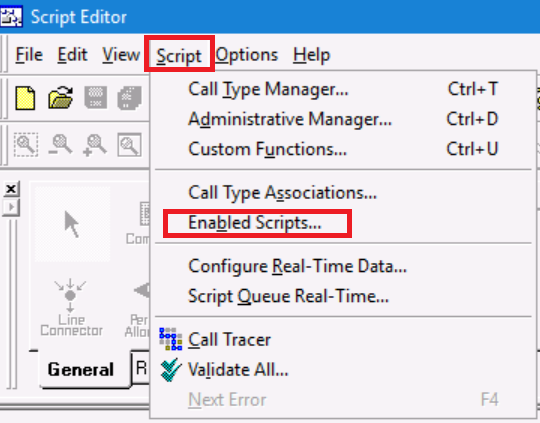 Script Editor
File Edit View Script Options Help
Call Type Manager... Ctrl+T
Administrative Manager... Ctrl+D
Custom Functions... Ctrl+U
Call Type Associations...
Enabled Scripts...
Configure Real-Time Data...
Script Queue Real-Time...
Call Tracer
Validate All...
Next Error F4
Com
Line
Connector
Per
Allo
General R